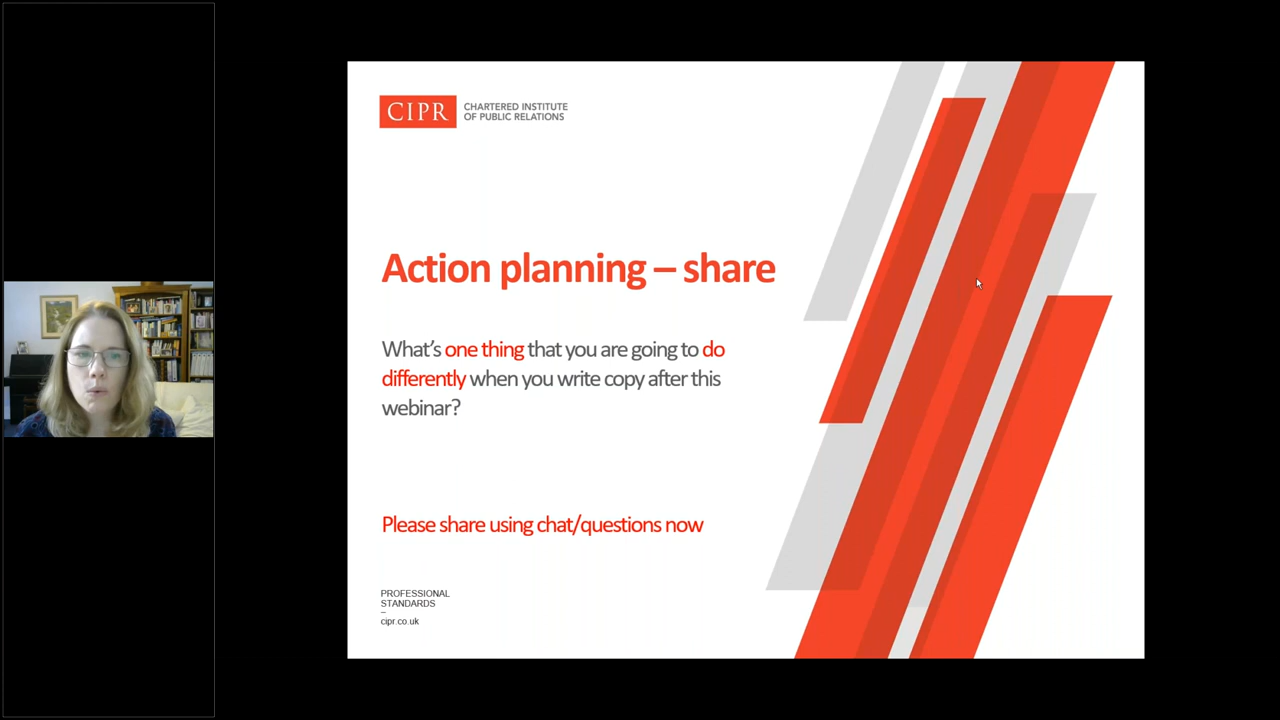 CIPR
CHARTERED INSTITUTE
OF PUBLIC RELATIONS
Action planning – share
What's one thing that you are going to do
differently when you write copy after this
webinar?
Please share using chat/questions now
PROFESSIONAL
STANDARDS
–
cipr.co.uk